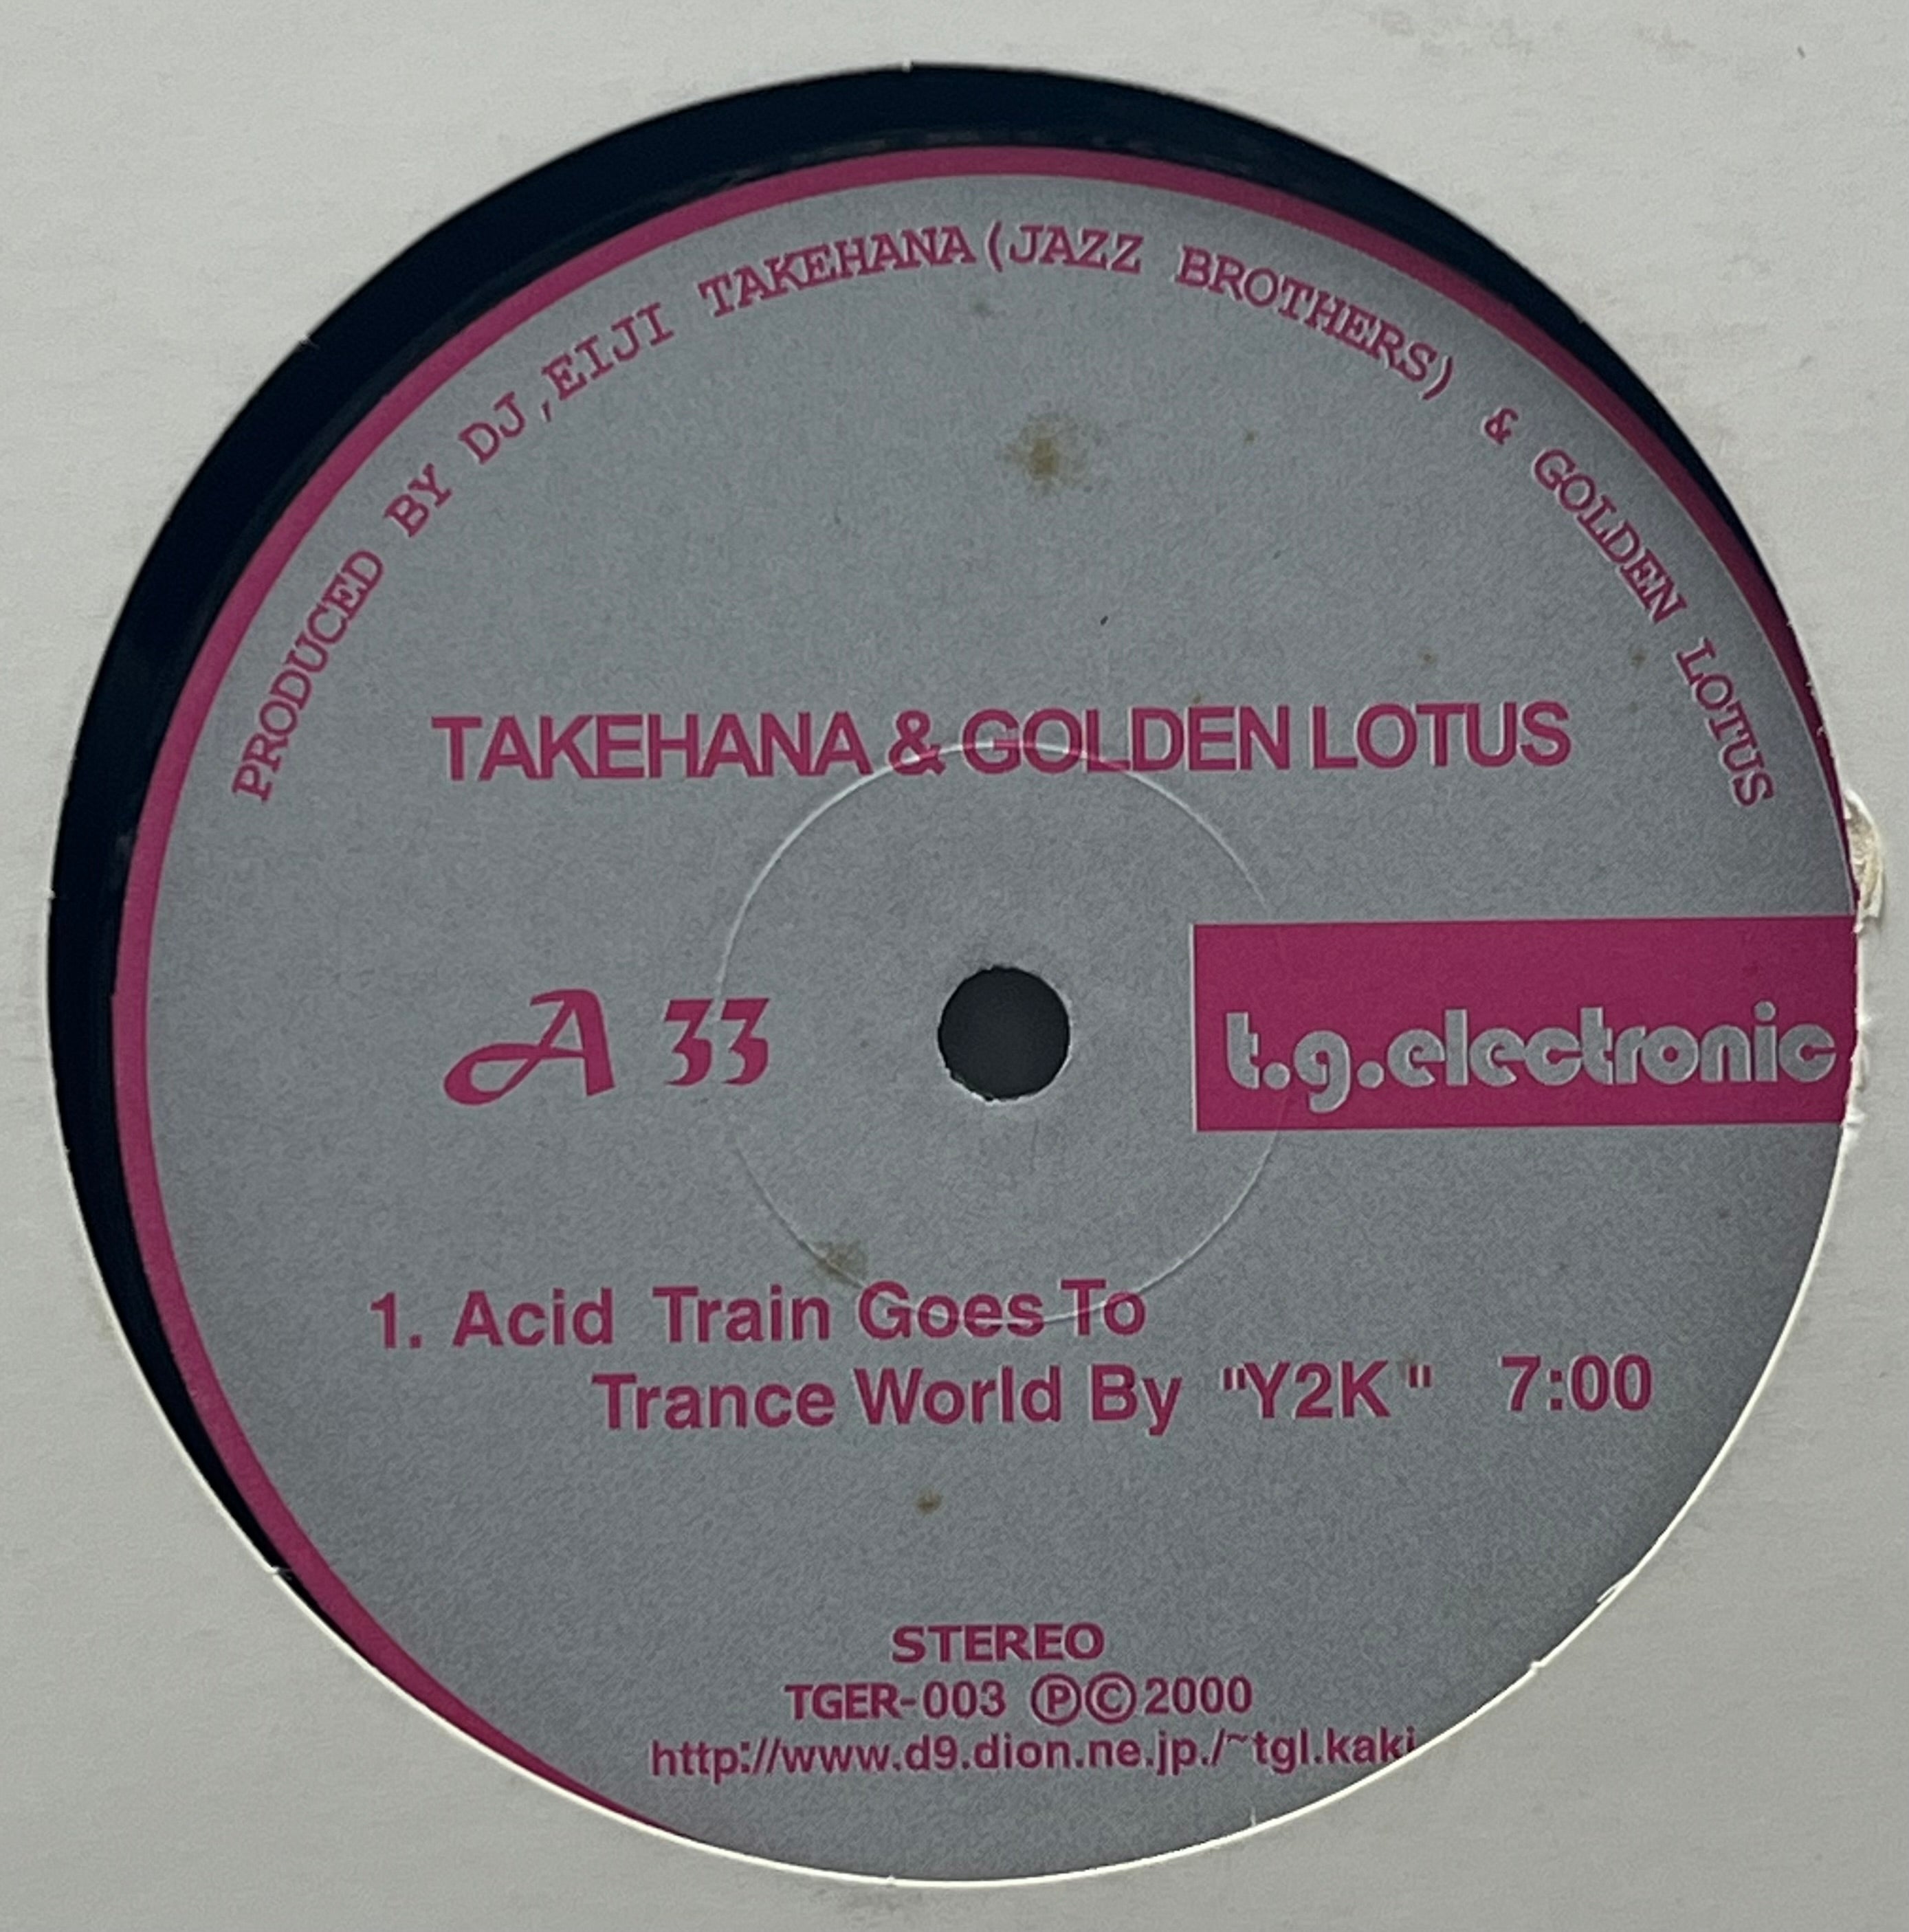 PRODUCED BY DJ,EIJI TAKEHANA(JAZZ BROTHERS) & GOLDEN LOTUS
TAKEHANA & GOLDEN LOTUS
A 33
t.g.electronic
1. Acid Train Goes To
Trance World By "Y2K" 7:00
STEREO
TGER-003 ℗©2000
http://www.d9.dion.ne.jp./~tgl.kaki